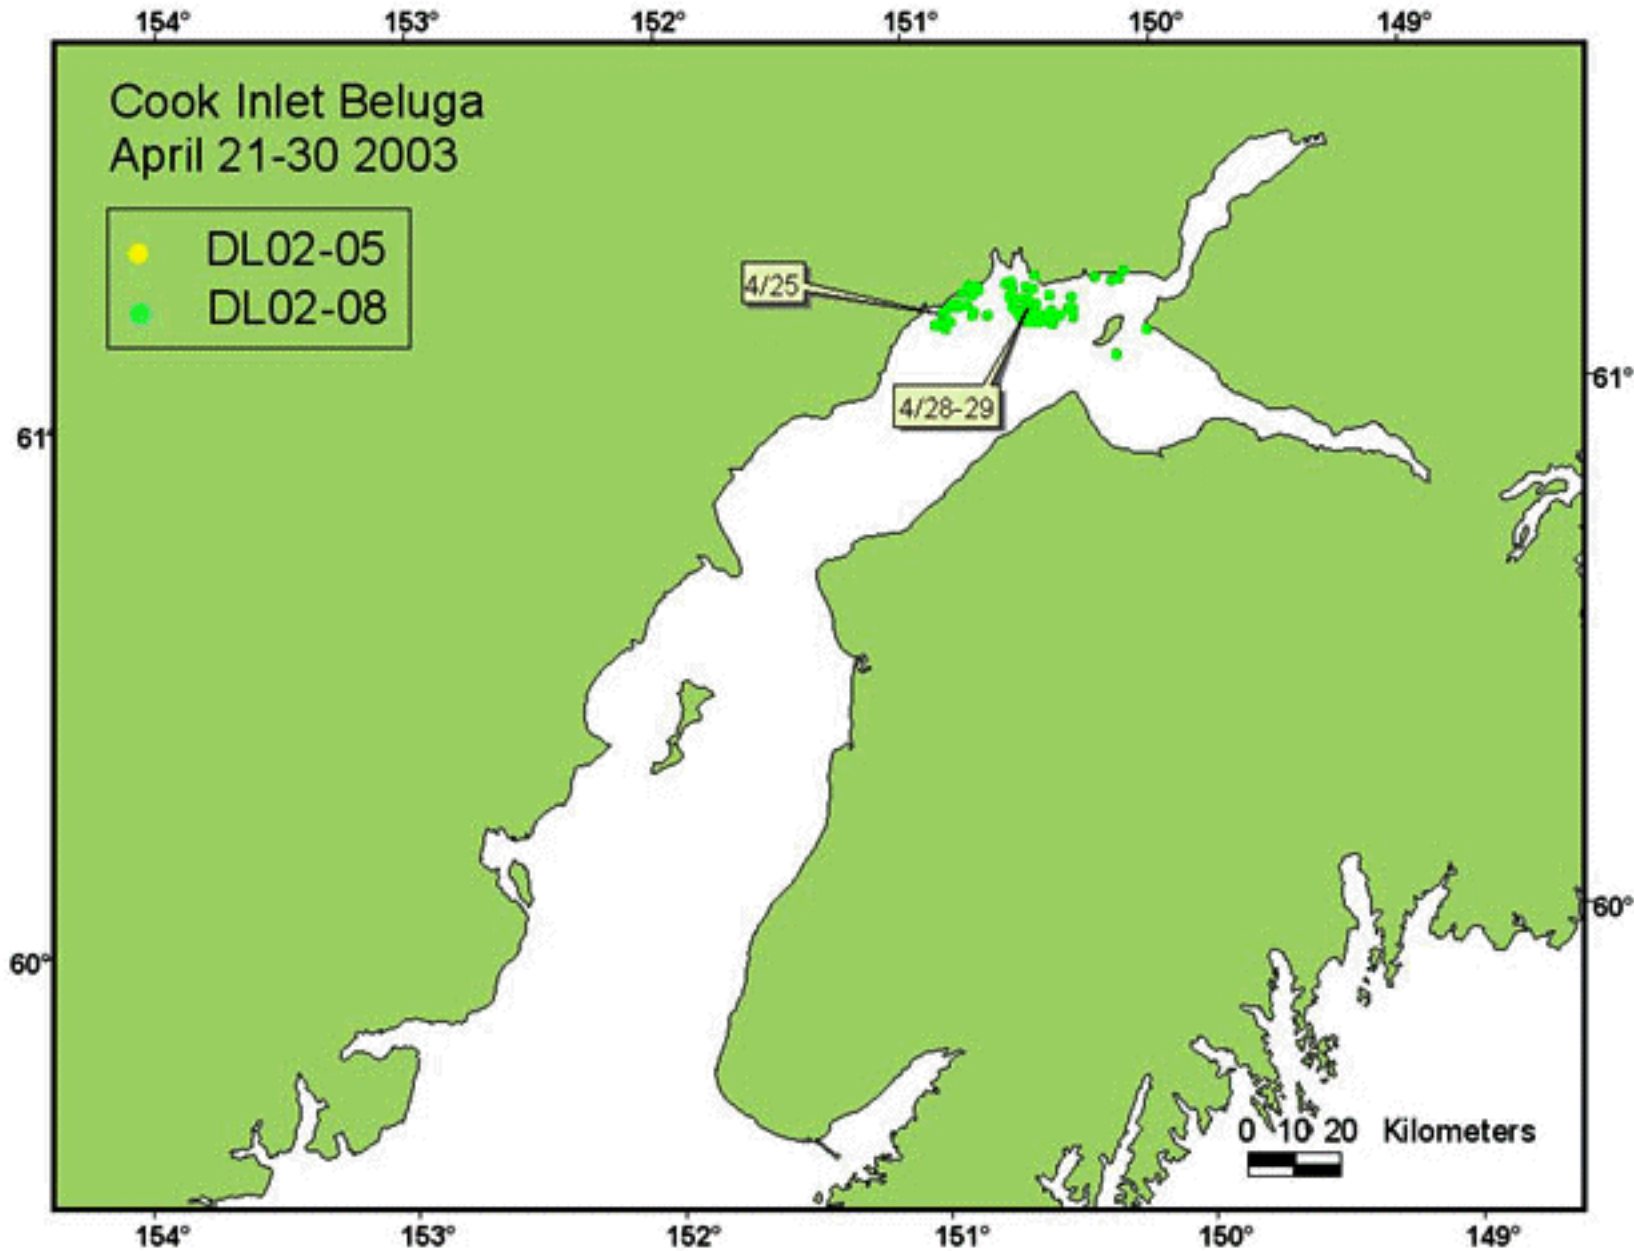 154° 153° 152° 151° 150° 149°
Cook Inlet Beluga
April 21-30 2003
DL02-05
DL02-08
4/25
4/28-29
61°
61°
60°
60°
0 10 20 Kilometers
154° 153° 152° 151° 150° 149°